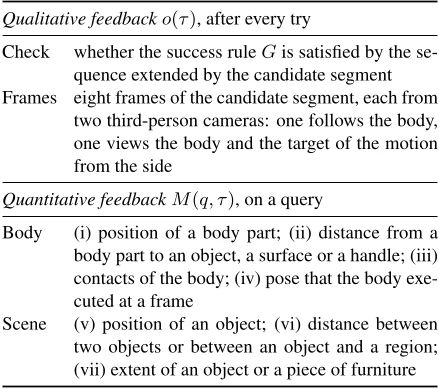 Qualitative feedback o(τ), after every try
Check whether the success rule G is satisfied by the se-
quence extended by the candidate segment
Frames eight frames of the candidate segment, each from
two third-person cameras: one follows the body,
one views the body and the target of the motion
from the side
Quantitative feedback M(q, τ), on a query
Body (i) position of a body part; (ii) distance from a
body part to an object, a surface or a handle; (iii)
contacts of the body; (iv) pose that the body exe-
cuted at a frame
Scene (v) position of an object; (vi) distance between
two objects or between an object and a region;
(vii) extent of an object or a piece of furniture